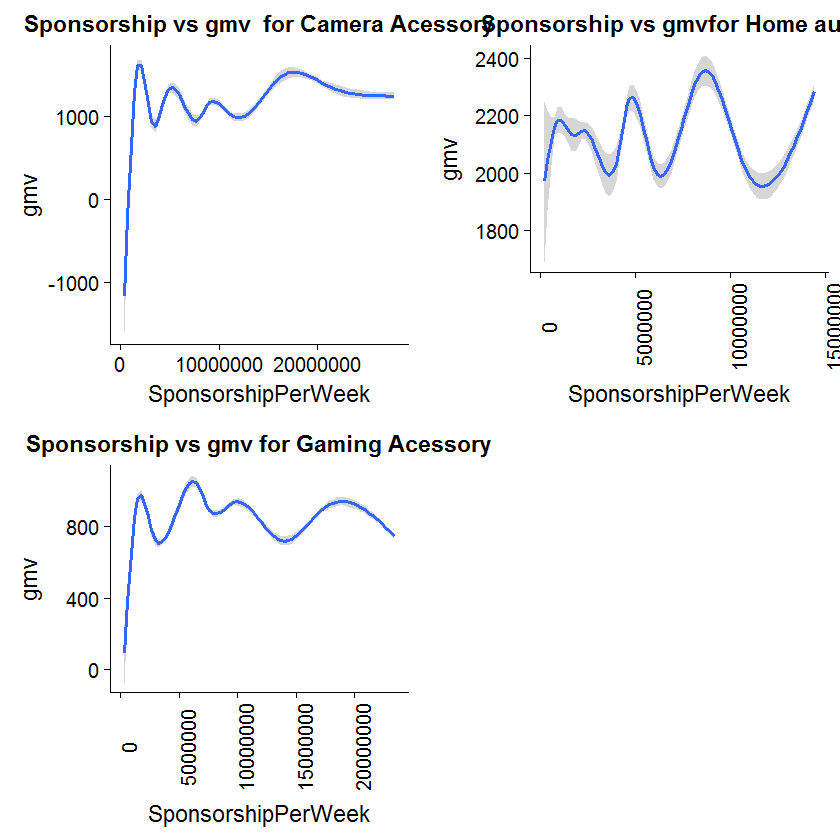 Sponsorship vs gmv  for Camera Acessory
gmv
1000
0
-1000
0
10000000
20000000
SponsorshipPerWeek
Sponsorship vs gmvfor Home au
gmv
2400
2200
2000
1800
0
5000000
10000000
15000000
SponsorshipPerWeek
Sponsorship vs gmv for Gaming Acessory
gmv
800
400
0
0
5000000
10000000
15000000
20000000
SponsorshipPerWeek